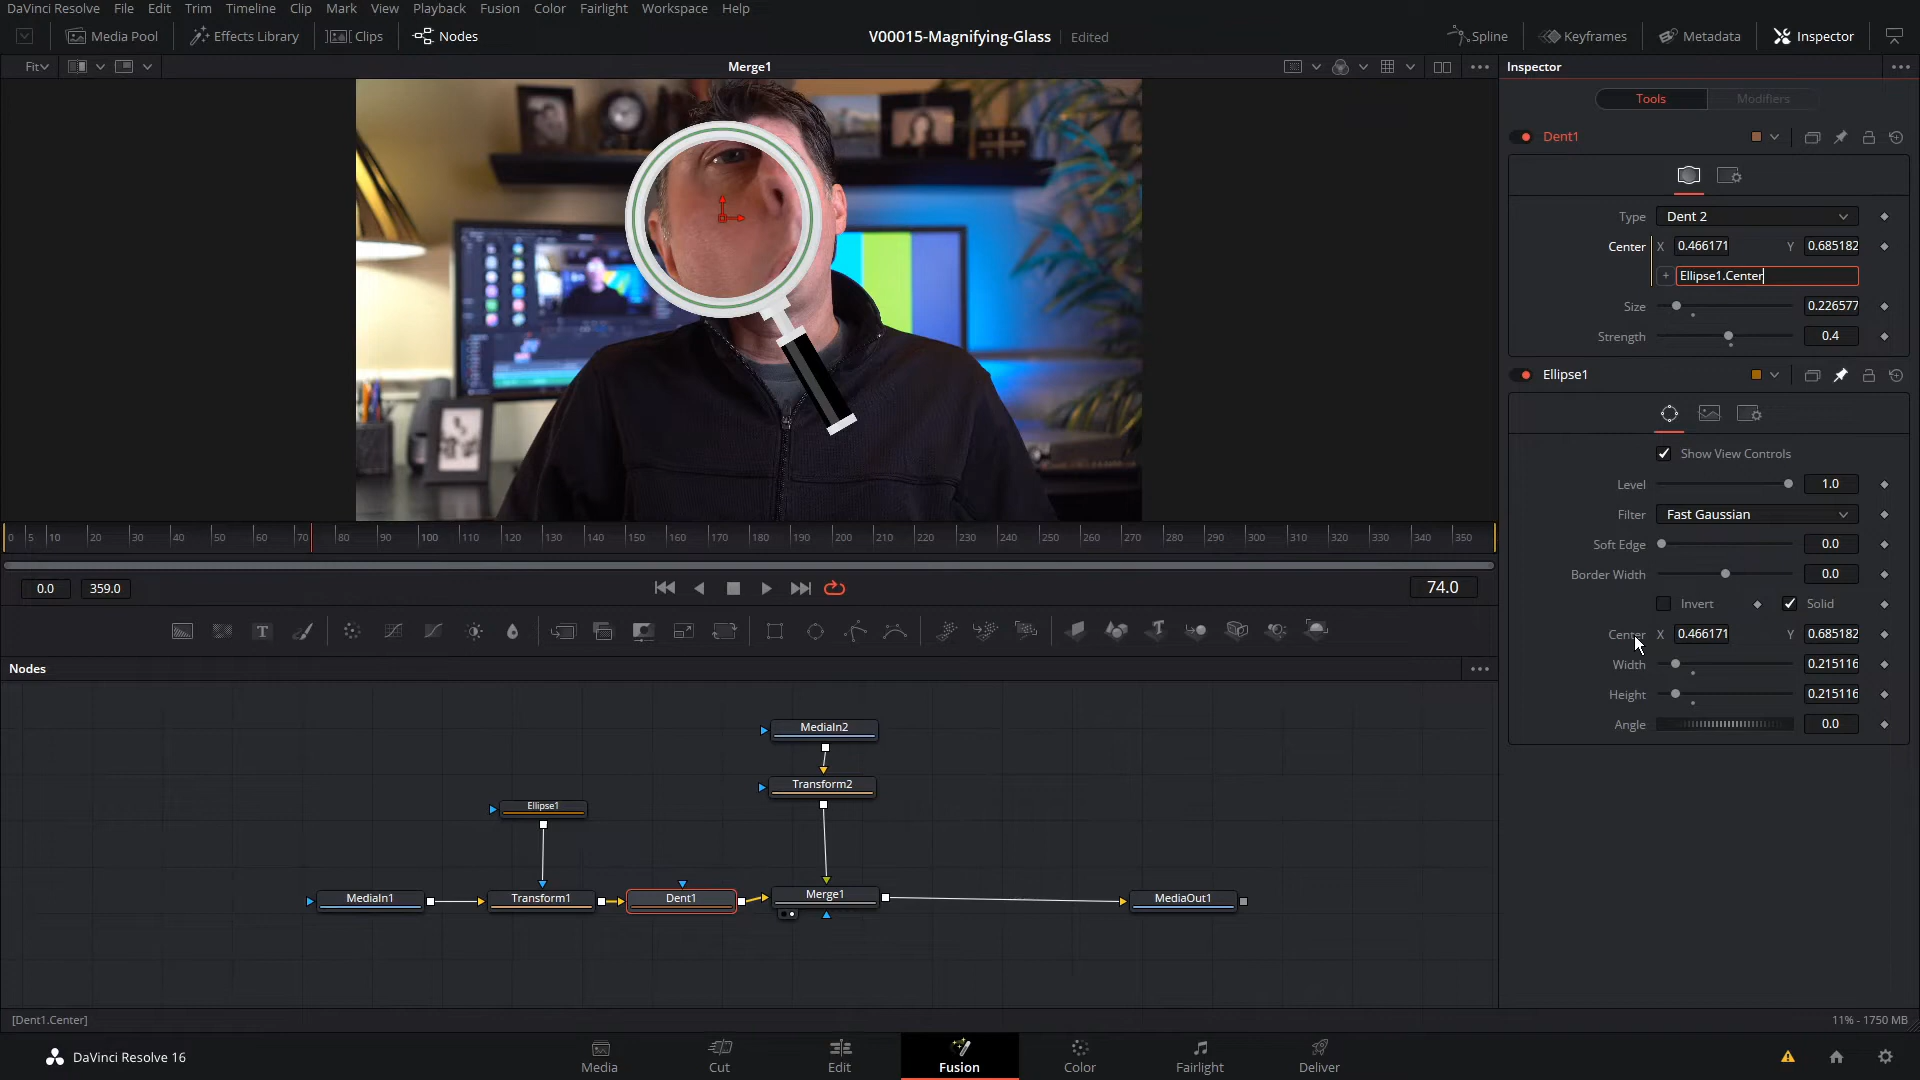 DaVinci Resolve File Edit Trim Timeline Clip Mark View Playback Fusion Color Fairlight Workspace Help
Media Pool Effects Library Clips Nodes V00015-Magnifying-Glass Edited Spline Keyframes Metadata Inspector
Fit Merge1 Inspector
Tools Modifiers
Dent1
Type Dent 2
Center X 0.466171 Y 0.685182
+ Ellipse1.Center
Size 0.226577
Strength 0.4
Ellipse1
Show View Controls
Level 1.0
Filter Fast Gaussian
Soft Edge 0.0
Border Width 0.0
Invert Solid
Center X 0.466171 Y 0.685182
Width 0.215116
Height 0.215116
Angle 0.0
0 5 10 20 30 40 50 60 70 80 90 100 110 120 130 140 150 160 170 180 190 200 210 220 230 240 250 260 270 280 290 300 310 320 330 340 350
0.0 359.0 74.0
Nodes
MediaIn2
Transform2
Ellipse1
MediaIn1 Transform1 Dent1 Merge1 MediaOut1
[Dent1.Center] 11% - 1750 MB
DaVinci Resolve 16 Media Cut Edit Fusion Color Fairlight Deliver